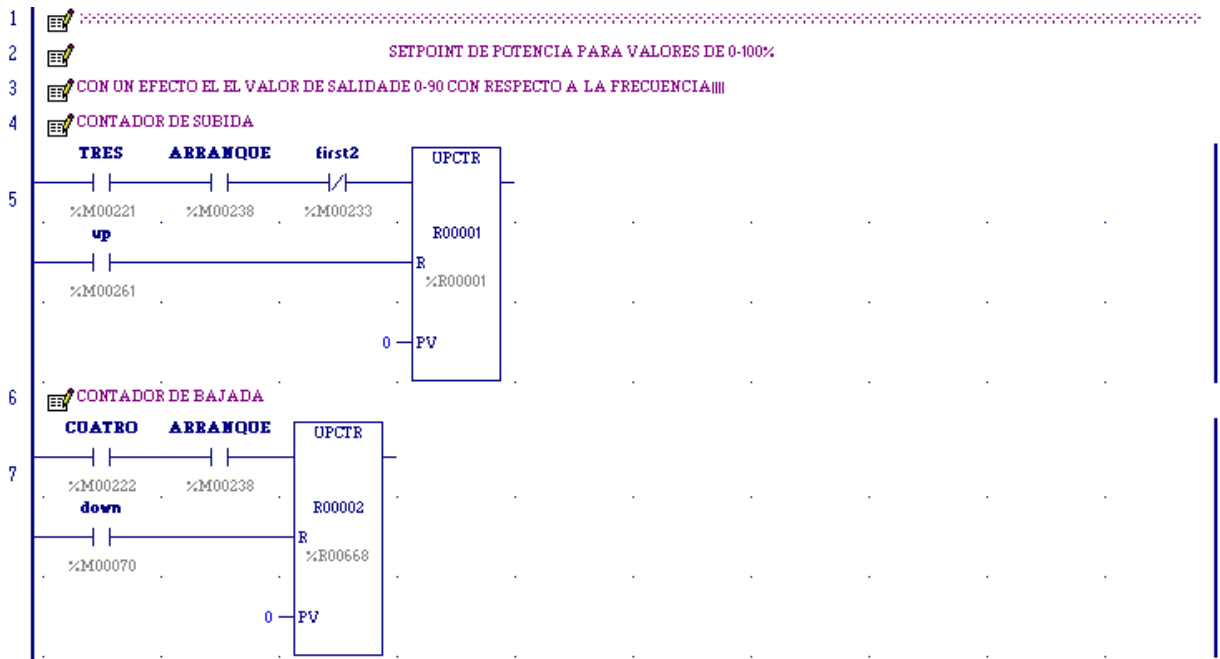 1
2 SETPOINT DE POTENCIA PARA VALORES DE 0-100%
3 CON UN EFECTO EL EL VALOR DE SALIDADE 0-90 CON RESPECTO A LA FRECUENCIA||||
4 CONTADOR DE SUBIDA
TRES ARRANQUE first2 UPCTR
5
%M00221 %M00238 %M00233
up R00001
R
%M00261 %R00001
0 PV
6 CONTADOR DE BAJADA
CUATRO ARRANQUE UPCTR
7
%M00222 %M00238
down R00002
R
%M00070 %R00668
0 PV